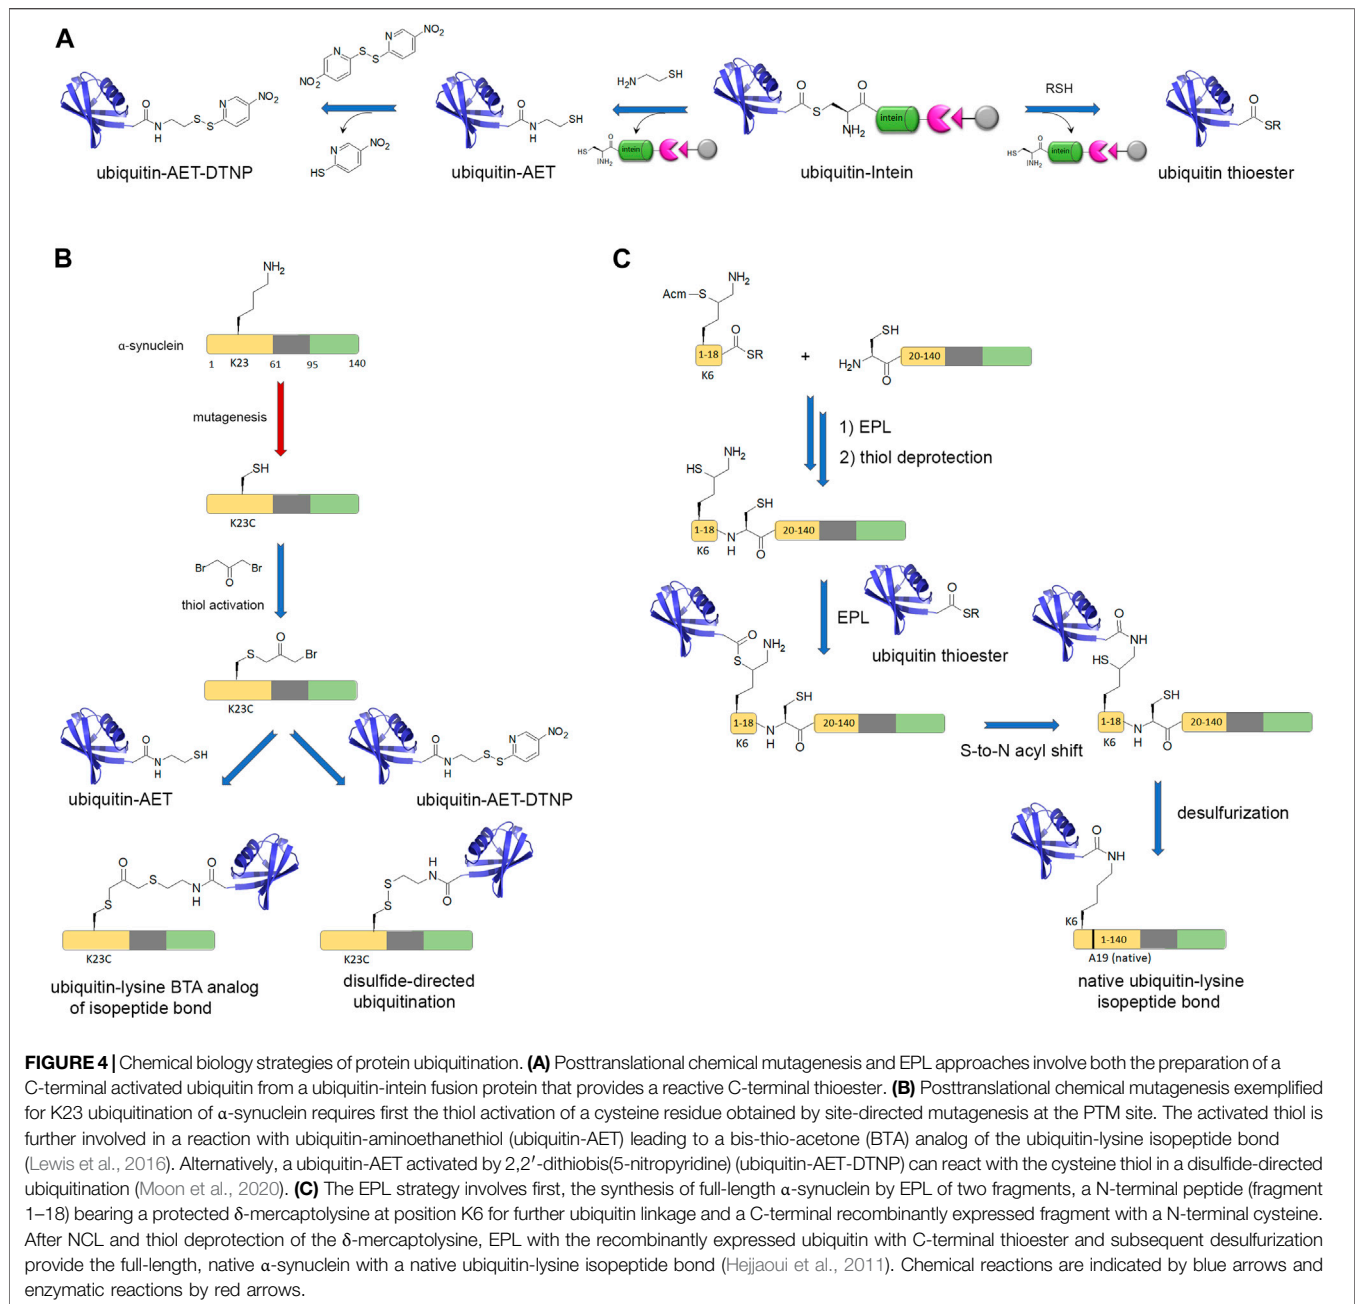 A
NO₂
N
S
S
N
NO₂
H₂N
SH
O
N
H
S
S
N
NO₂
O
N
H
SH
O
S
O
NH₂
intein
RSH
O
SR
HS
N
NO₂
HS
O
NH₂
intein
HS
O
NH₂
intein
ubiquitin-AET-DTNP
ubiquitin-AET
ubiquitin-Intein
ubiquitin thioester
B
NH₂
α-synuclein
1 K23 61 95 140
mutagenesis
SH
K23C
Br
O
Br
thiol activation
O
S
Br
K23C
O
N
H
SH
ubiquitin-AET
O
N
H
S
S
N
NO₂
ubiquitin-AET-DTNP
O
S
S
N
H
O
K23C
ubiquitin-lysine BTA analog
of isopeptide bond
H
N
S
S
O
K23C
disulfide-directed
ubiquitination
C
NH₂
Acm
S
O
SR
1-18
K6
+
SH
H₂N
O
20-140
1) EPL
2) thiol deprotection
NH₂
HS
SH
1-18
K6
N
H
O
20-140
EPL
O
SR
ubiquitin thioester
O
S
NH₂
SH
1-18
K6
N
H
O
20-140
S-to-N acyl shift
O
NH
HS
SH
1-18
K6
N
H
O
20-140
desulfurization
O
NH
K6
1-140
A19 (native)
native ubiquitin-lysine
isopeptide bond
FIGURE 4 | Chemical biology strategies of protein ubiquitination. (A) Posttranslational chemical mutagenesis and EPL approaches involve both the preparation of a
C-terminal activated ubiquitin from a ubiquitin-intein fusion protein that provides a reactive C-terminal thioester. (B) Posttranslational chemical mutagenesis exemplified
for K23 ubiquitination of α-synuclein requires first the thiol activation of a cysteine residue obtained by site-directed mutagenesis at the PTM site. The activated thiol is
further involved in a reaction with ubiquitin-aminoethanethiol (ubiquitin-AET) leading to a bis-thio-acetone (BTA) analog of the ubiquitin-lysine isopeptide bond
(Lewis et al., 2016). Alternatively, a ubiquitin-AET activated by 2,2′-dithiobis(5-nitropyridine) (ubiquitin-AET-DTNP) can react with the cysteine thiol in a disulfide-directed
ubiquitination (Moon et al., 2020). (C) The EPL strategy involves first, the synthesis of full-length α-synuclein by EPL of two fragments, a N-terminal peptide (fragment
1–18) bearing a protected δ-mercaptolysine at position K6 for further ubiquitin linkage and a C-terminal recombinantly expressed fragment with a N-terminal cysteine.
After NCL and thiol deprotection of the δ-mercaptolysine, EPL with the recombinantly expressed ubiquitin with C-terminal thioester and subsequent desulfurization
provide the full-length, native α-synuclein with a native ubiquitin-lysine isopeptide bond (Hejjaoui et al., 2011). Chemical reactions are indicated by blue arrows and
enzymatic reactions by red arrows.